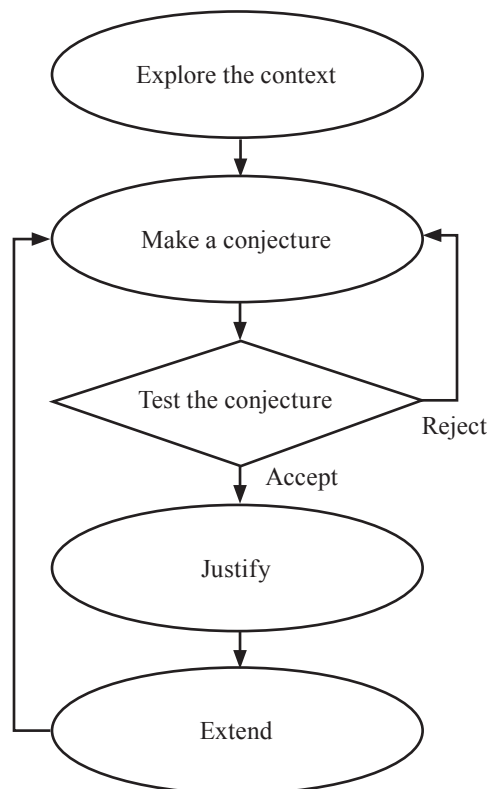 Explore the context
Make a conjecture
Test the conjecture
Reject
Accept
Justify
Extend